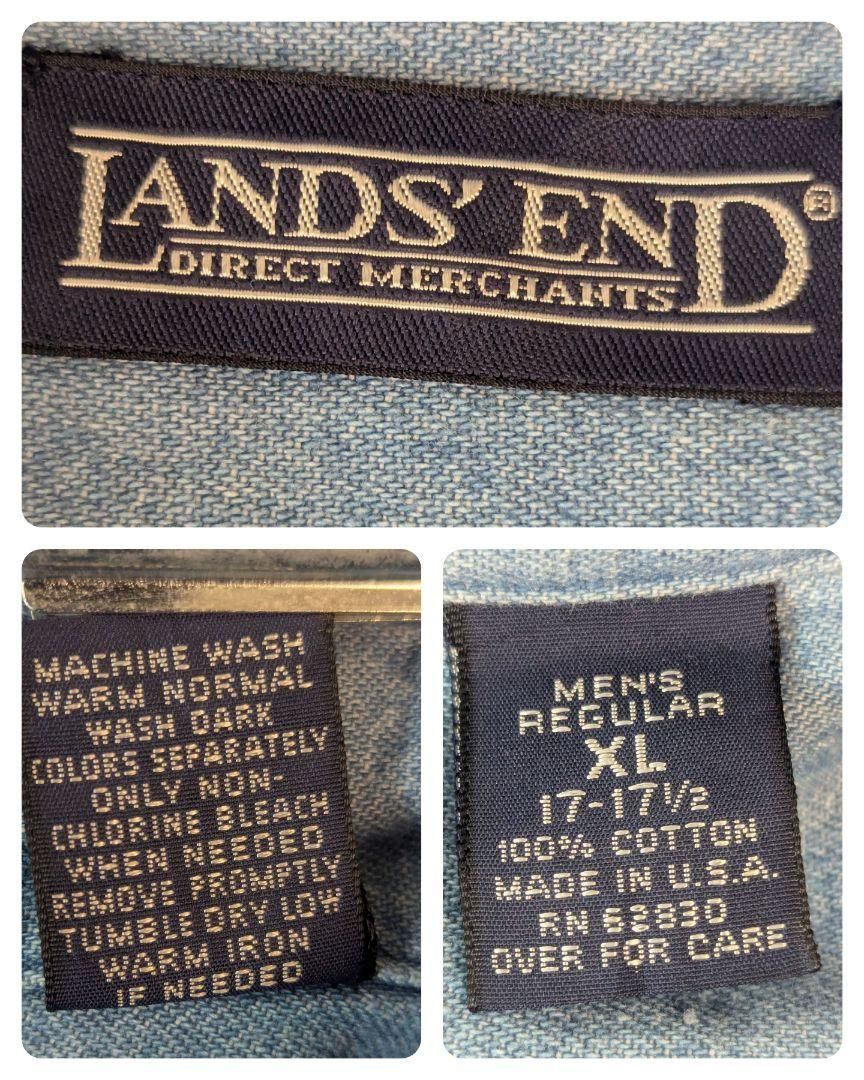 LANDS' END®
DIRECT MERCHANTS
MACHINE WASH
WARM NORMAL
WASH DARK
COLORS SEPARATELY
ONLY NON-
CHLORINE BLEACH
WHEN NEEDED
REMOVE PROMPTLY
TUMBLE DRY LOW
WARM IRON
IF NEEDED
MEN'S
REGULAR
XL
17-17½
100% COTTON
MADE IN U.S.A.
RN 63830
OVER FOR CARE